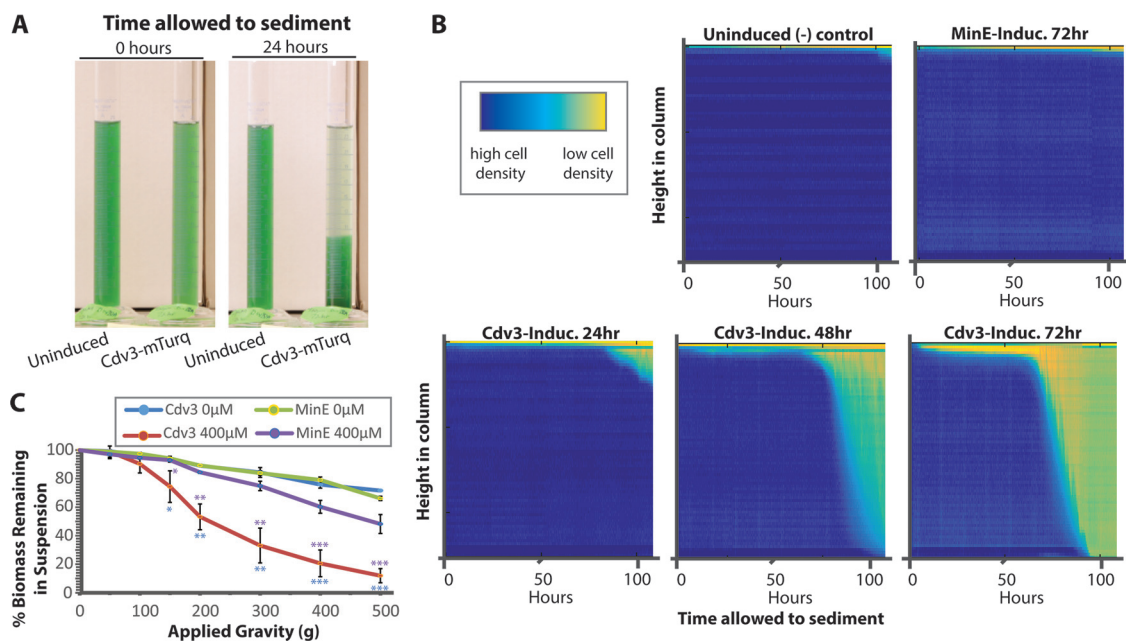 A
Time allowed to sediment
0 hours
24 hours
Uninduced
Cdv3-mTurq
Uninduced
Cdv3-mTurq
B
high cell
density
low cell
density
Uninduced (-) control
MinE-Induc. 72hr
Height in column
0
50
100
Hours
0
50
100
Hours
Cdv3-Induc. 24hr
Cdv3-Induc. 48hr
Cdv3-Induc. 72hr
Height in column
0
50
100
Hours
0
50
100
Hours
0
50
100
Hours
Time allowed to sediment
C
Cdv3 0µM
MinE 0µM
Cdv3 400µM
MinE 400µM
% Biomass Remaining
in Suspension
100
80
60
40
20
0
*
*
**
**
**
**
***
***
***
***
0
100
200
300
400
500
Applied Gravity (g)